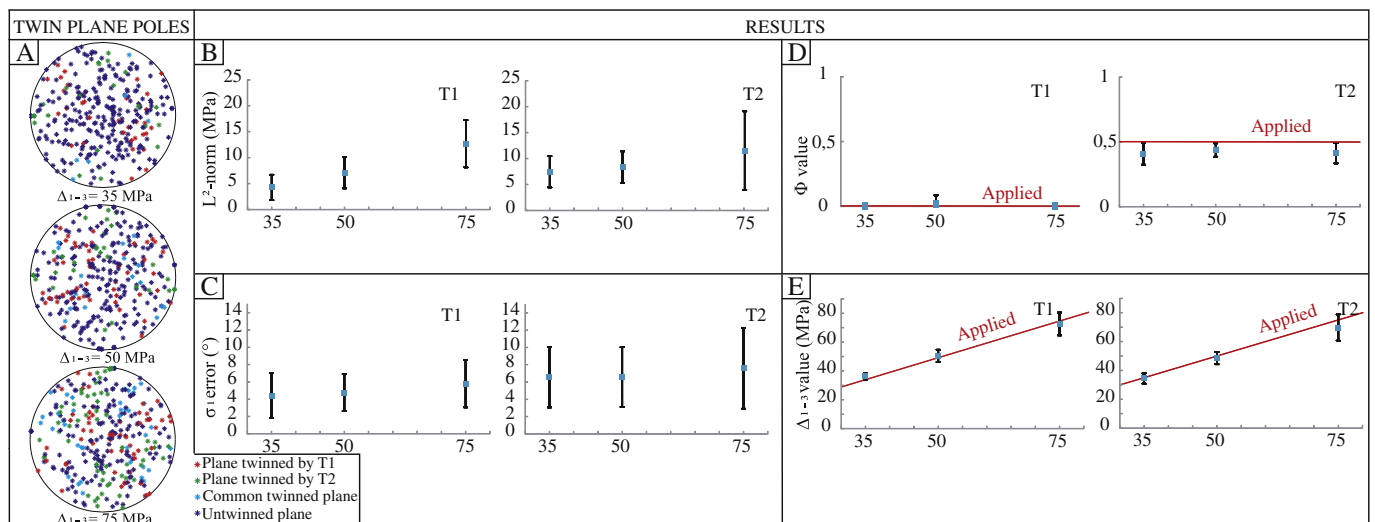 TWIN PLANE POLES
RESULTS
A
Δ₁₋₃= 35 MPa
Δ₁₋₃= 50 MPa
Δ₁₋₃= 75 MPa
B
L²-norm (MPa)
25
20
15
10
5
0
35
50
75
T1
25
20
15
10
5
0
35
50
75
T2
C
σ₁error (°)
14
12
10
8
6
4
2
0
35
50
75
T1
14
12
10
8
6
4
2
0
35
50
75
T2
Plane twinned by T1
Plane twinned by T2
Common twinned plane
Untwinned plane
D
Φ value
1
0,5
0
35
50
75
T1
Applied
1
0,5
0
35
50
75
T2
Applied
E
Δ₁₋₃value (MPa)
80
60
40
20
0
35
50
75
T1
Applied
80
60
40
20
0
35
50
75
T2
Applied